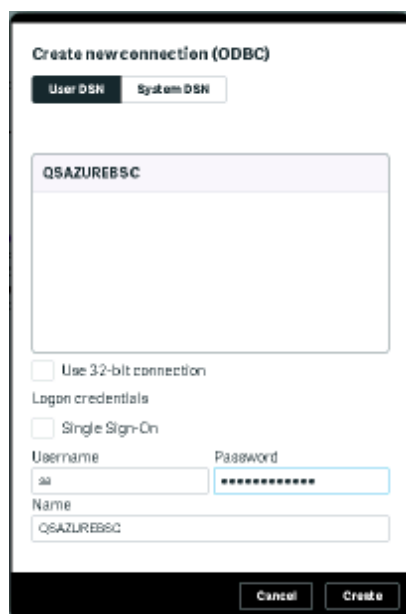 Create new connection (ODBC)
User DSN System DSN
QSAZUREBSC
Use 32-bit connection
Logon credentials
Single Sign-On
Username Password
sa ••••••••••••
Name
QSAZUREBSC
Cancel Create